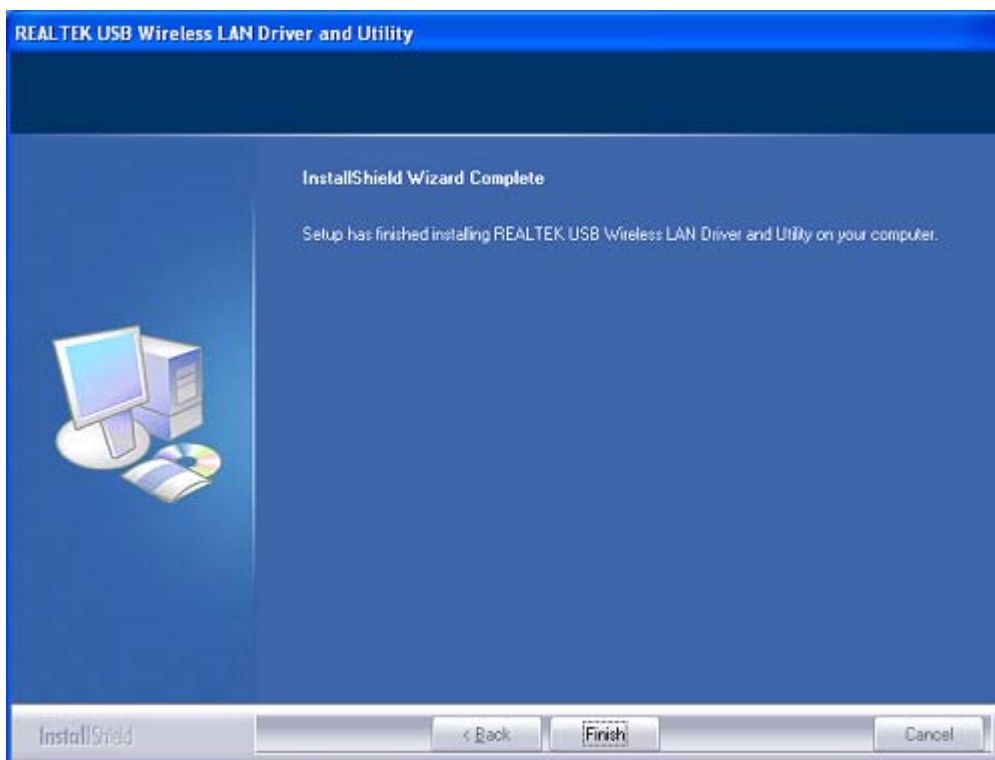 REALTEK USB Wireless LAN Driver and Utility
InstallShield Wizard Complete
Setup has finished installing REALTEK USB Wireless LAN Driver and Utility on your computer.
InstallShield
< Back
Finish
Cancel